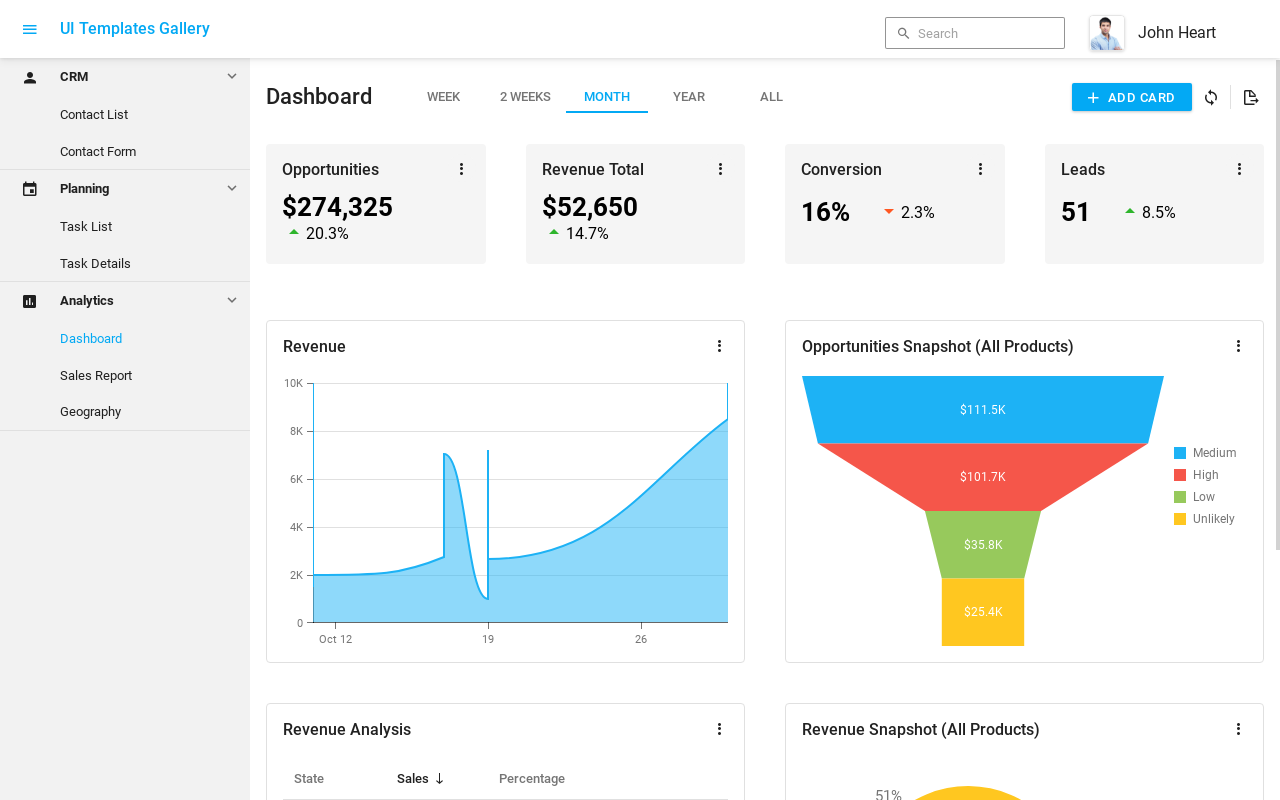 UI Templates Gallery
Search
John Heart
CRM
Contact List
Contact Form
Planning
Task List
Task Details
Analytics
Dashboard
Sales Report
Geography
Dashboard
WEEK
2 WEEKS
MONTH
YEAR
ALL
ADD CARD
Opportunities
$274,325
20.3%
Revenue Total
$52,650
14.7%
Conversion
16%
2.3%
Leads
51
8.5%
Revenue
10K
8K
6K
4K
2K
0
Oct 12
19
26
Opportunities Snapshot (All Products)
$111.5K
$101.7K
$35.8K
$25.4K
Medium
High
Low
Unlikely
Revenue Analysis
State
Sales
Percentage
Revenue Snapshot (All Products)
51%